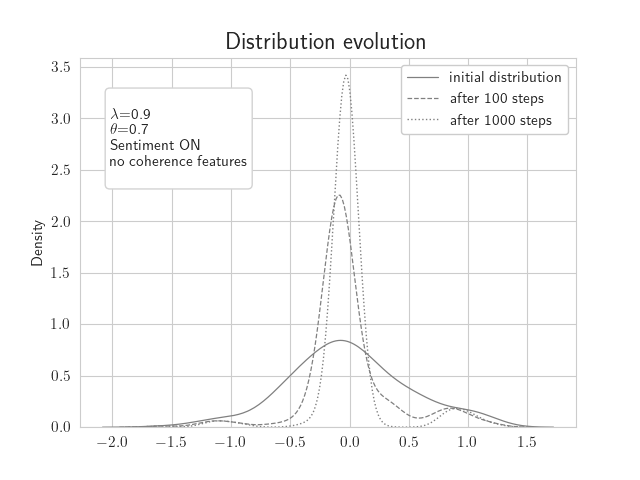 Distribution evolution
3.5
3.0
2.5
2.0
1.5
1.0
0.5
0.0
Density
λ=0.9
θ=0.7
Sentiment ON
no coherence features
initial distribution
after 100 steps
after 1000 steps
−2.0 −1.5 −1.0 −0.5 0.0 0.5 1.0 1.5